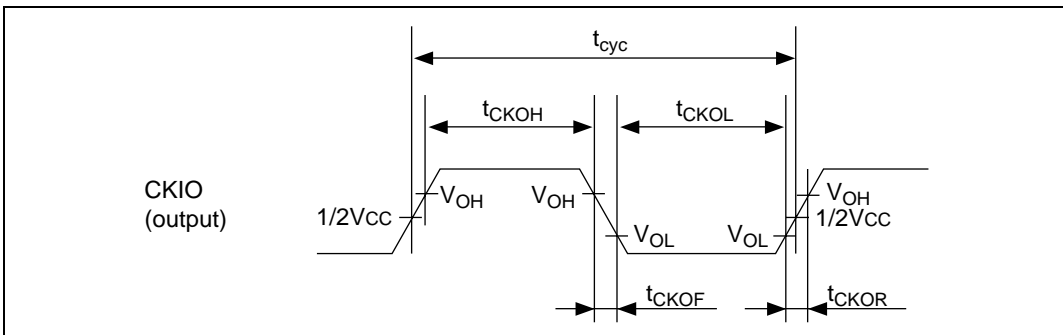 tcyc
tCKOH tCKOL
CKIO
(output)
1/2VCC VOH VOH VOL VOL VOH 1/2VCC
tCKOF tCKOR